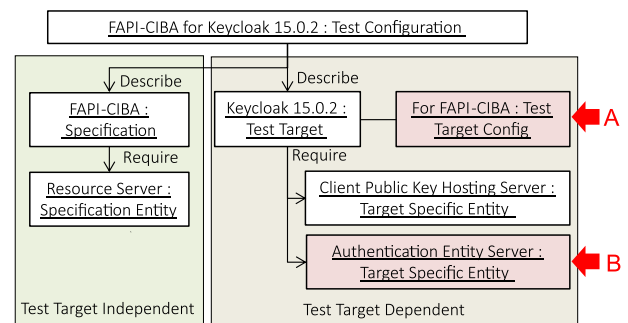 FAPI-CIBA for Keycloak 15.0.2 : Test Configuration
Describe
Describe
FAPI-CIBA :
Specification
Keycloak 15.0.2 :
Test Target
For FAPI-CIBA : Test
Target Config
A
Require
Require
Resource Server :
Specification Entity
Client Public Key Hosting Server :
Target Specific Entity
Authentication Entity Server :
Target Specific Entity
B
Test Target Independent
Test Target Dependent